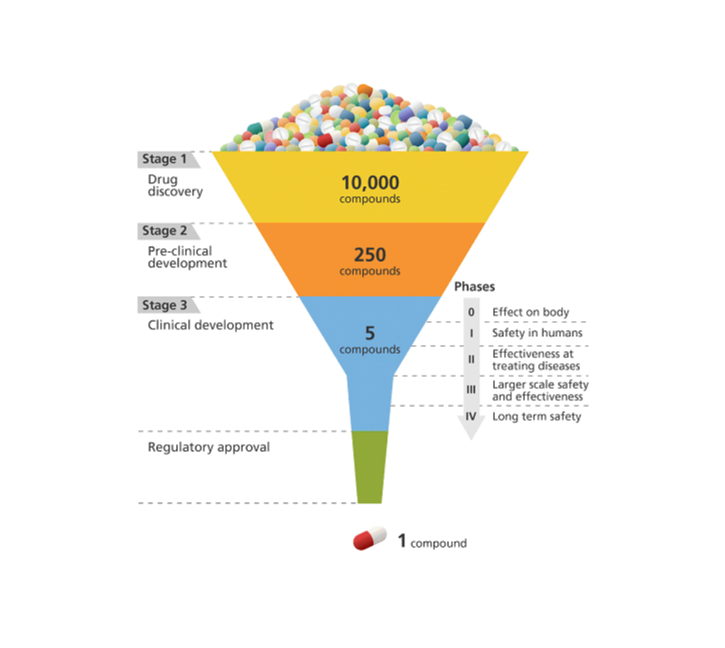 Stage 1
Drug
discovery
10,000
compounds
Stage 2
Pre-clinical
development
250
compounds
Stage 3
Clinical development
5
compounds
Phases
0 Effect on body
I Safety in humans
II Effectiveness at
treating diseases
III Larger scale safety
and effectiveness
IV Long term safety
Regulatory approval
1 compound